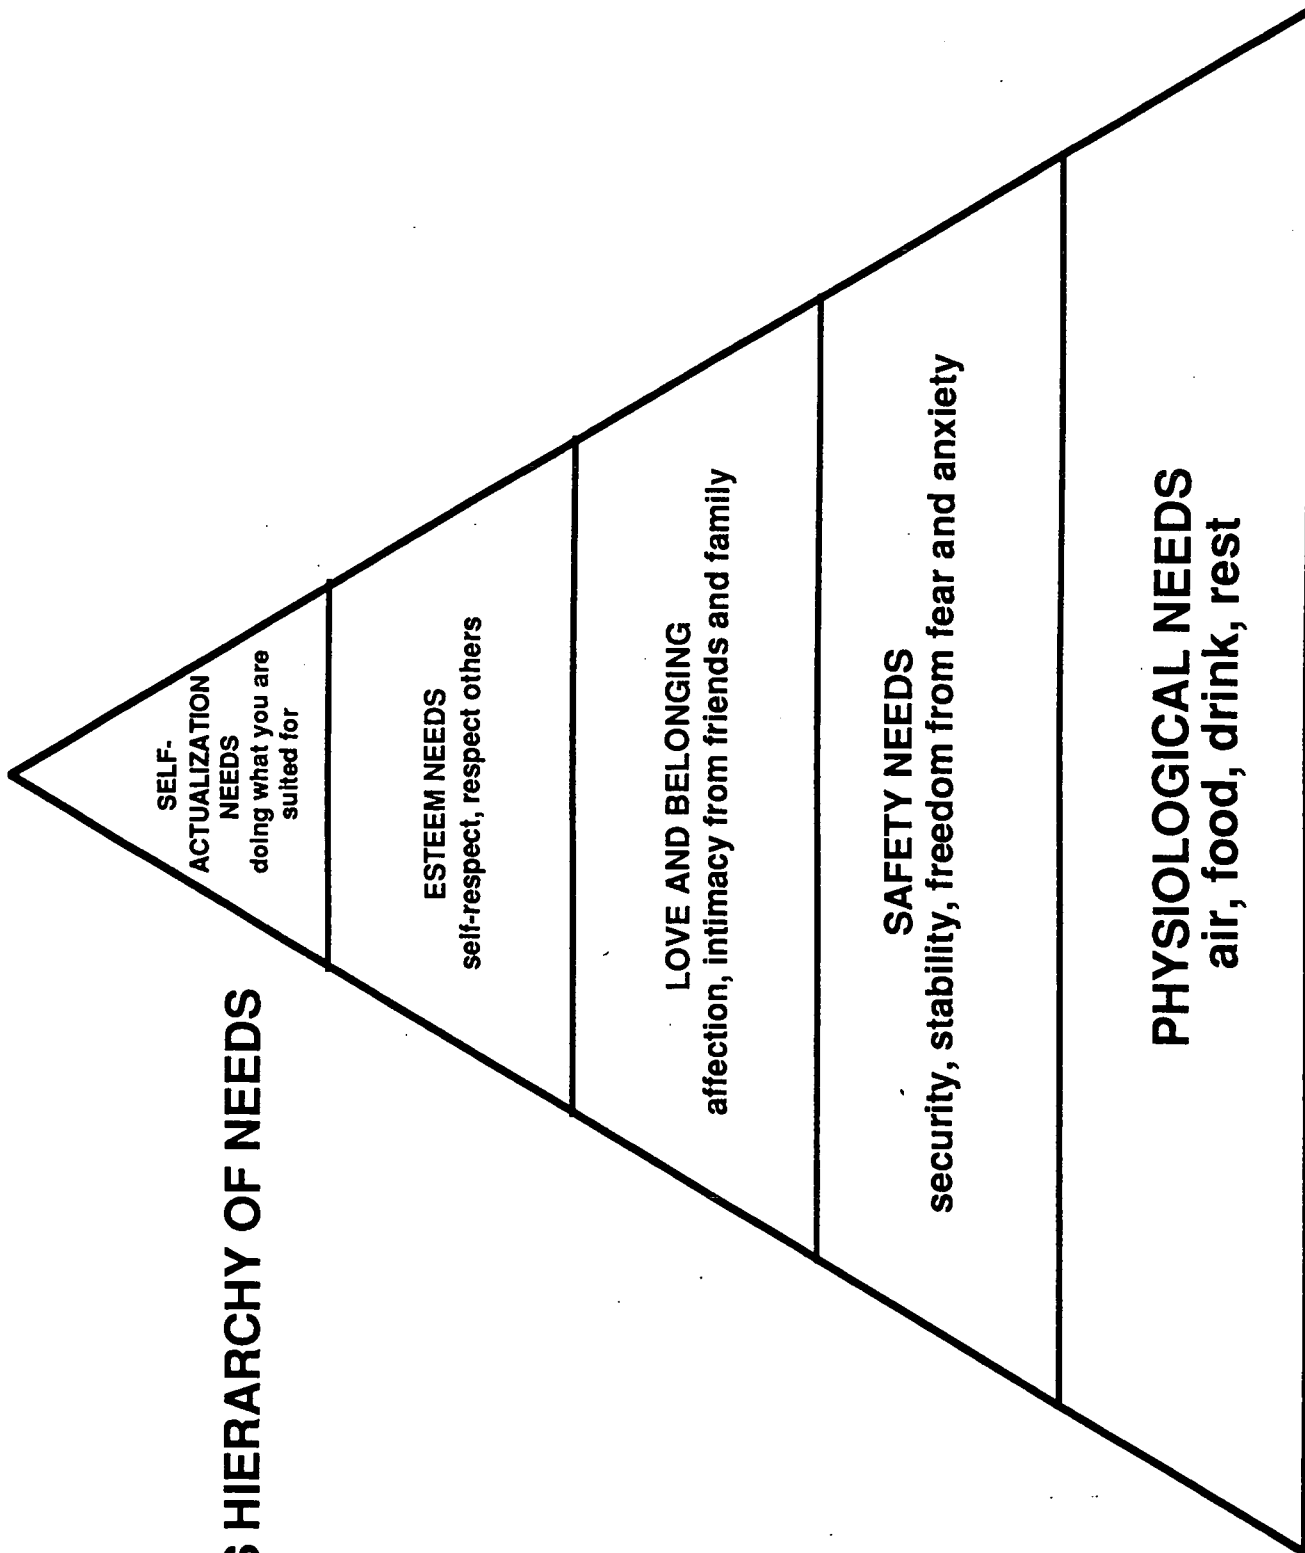 HIERARCHY OF NEEDS
SELF-
ACTUALIZATION
NEEDS
doing what you are
suited for
ESTEEM NEEDS
self-respect, respect others
LOVE AND BELONGING
affection, intimacy from friends and family
SAFETY NEEDS
security, stability, freedom from fear and anxiety
PHYSIOLOGICAL NEEDS
air, food, drink, rest